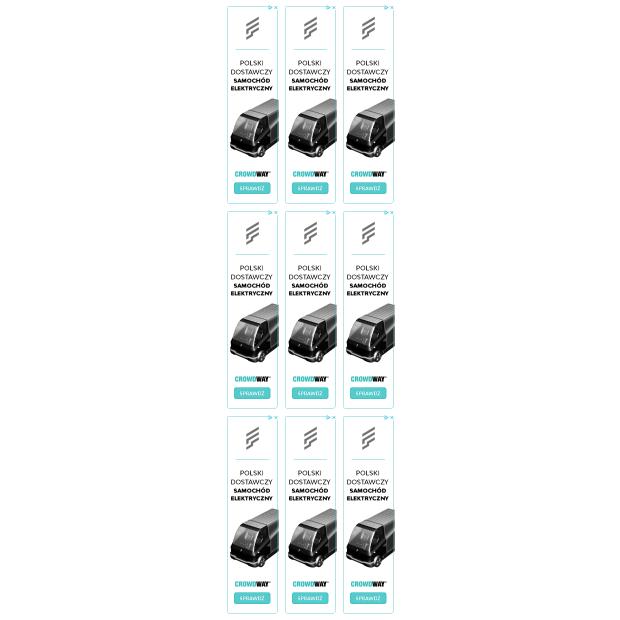 POLSKI POLSKI POLSKI
DOSTAWCZY DOSTAWCZY DOSTAWCZY
SAMOCHÓD SAMOCHÓD SAMOCHÓD
ELEKTRYCZNY ELEKTRYCZNY ELEKTRYCZNY
CROWDWAY CROWDWAY CROWDWAY
SPRAWDŹ SPRAWDŹ SPRAWDŹ
POLSKI POLSKI POLSKI
DOSTAWCZY DOSTAWCZY DOSTAWCZY
SAMOCHÓD SAMOCHÓD SAMOCHÓD
ELEKTRYCZNY ELEKTRYCZNY ELEKTRYCZNY
CROWDWAY CROWDWAY CROWDWAY
SPRAWDŹ SPRAWDŹ SPRAWDŹ
POLSKI POLSKI POLSKI
DOSTAWCZY DOSTAWCZY DOSTAWCZY
SAMOCHÓD SAMOCHÓD SAMOCHÓD
ELEKTRYCZNY ELEKTRYCZNY ELEKTRYCZNY
CROWDWAY CROWDWAY CROWDWAY
SPRAWDŹ SPRAWDŹ SPRAWDŹ